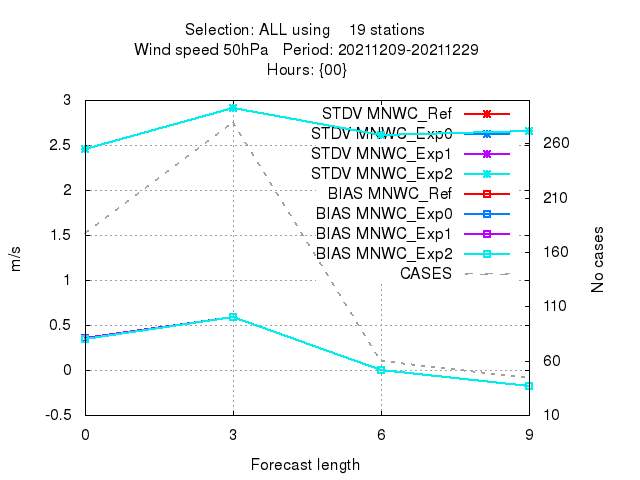 Selection: ALL using 19 stations
Wind speed 50hPa Period: 20211209-20211229
Hours: {00}
STDV MNWC_Ref
STDV MNWC_Exp0
STDV MNWC_Exp1
STDV MNWC_Exp2
BIAS MNWC_Ref
BIAS MNWC_Exp0
BIAS MNWC_Exp1
BIAS MNWC_Exp2
CASES
3
2.5
2
1.5
1
0.5
0
-0.5
m/s
260
210
160
110
60
10
No cases
0 3 6 9
Forecast length